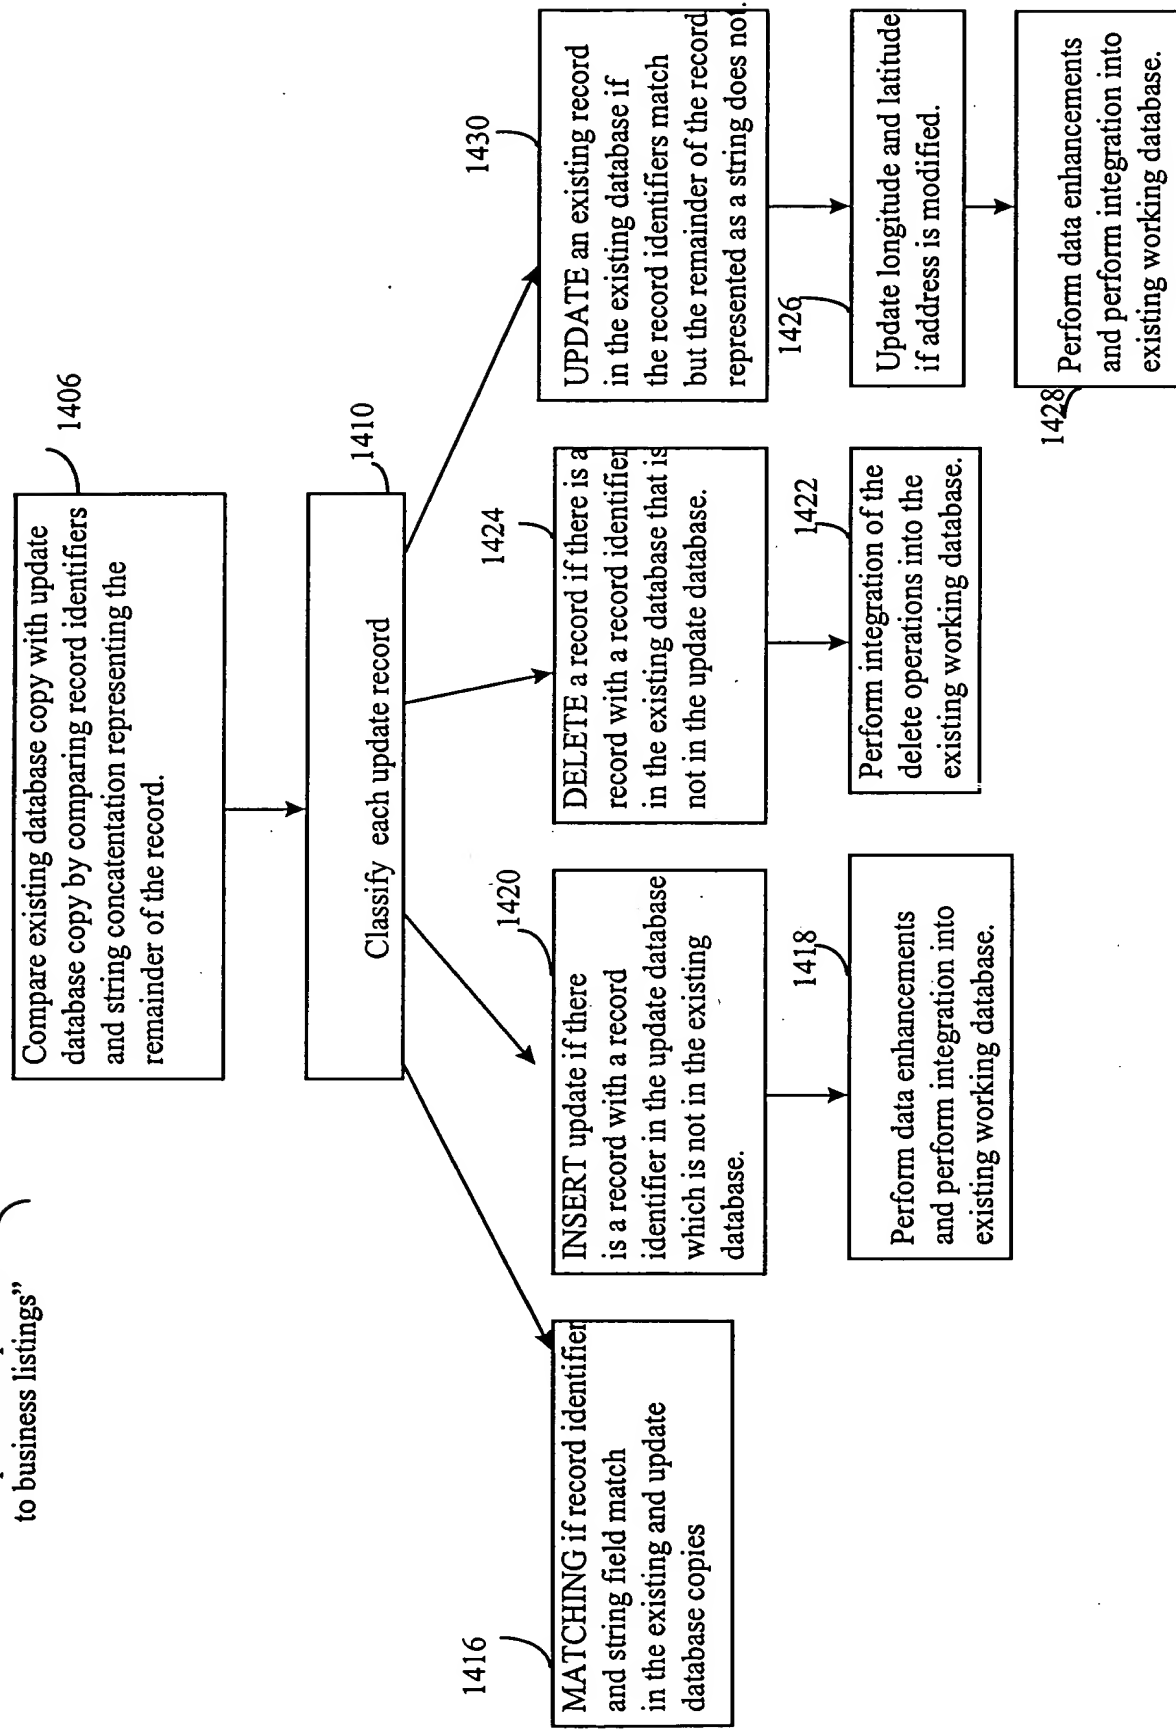 to business listings”
1406
Compare existing database copy with update
database copy by comparing record identifiers
and string concatentation representing the
remainder of the record.
1410
Classify each update record
1416
MATCHING if record identifier
and string field match
in the existing and update
database copies
1420
INSERT update if there
is a record with a record
identifier in the update database
which is not in the existing
database.
1418
Perform data enhancements
and perform integration into
existing working database.
1424
DELETE a record if there is a
record with a record identifier
in the existing database that is
not in the update database.
1422
Perform integration of the
delete operations into the
existing working database.
1430
UPDATE an existing record
in the existing database if
the record identifiers match
but the remainder of the record
represented as a string does not.
1426
Update longitude and latitude
if address is modified.
1428
Perform data enhancements
and perform integration into
existing working database.